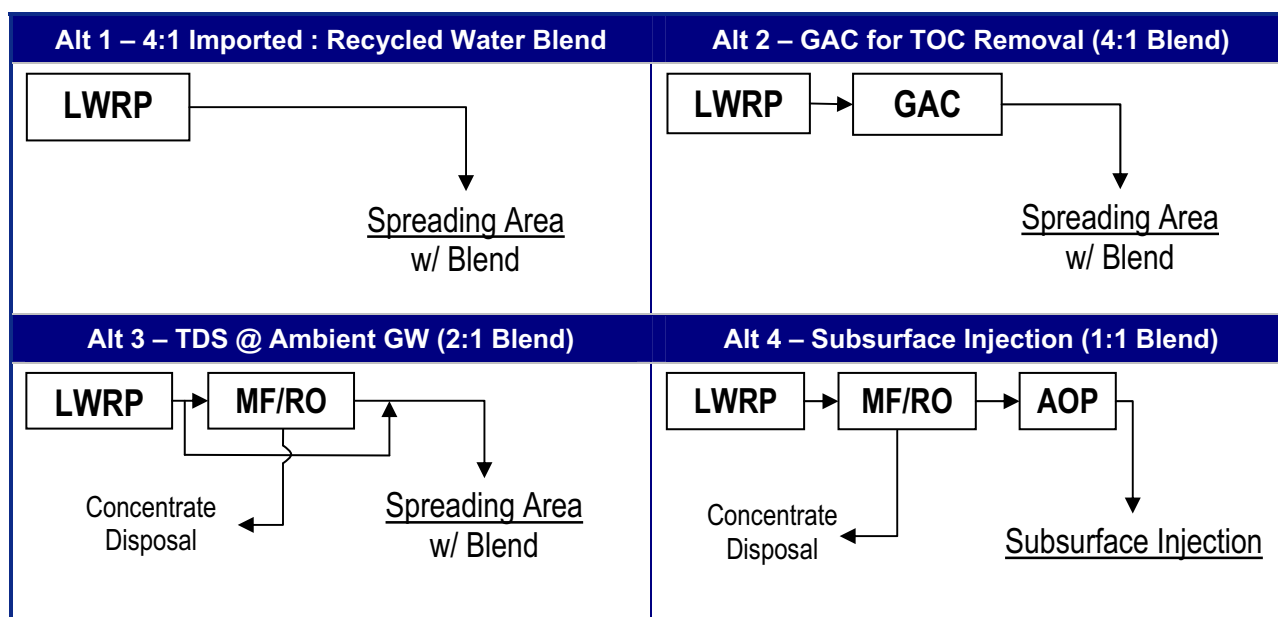 Alt 1 – 4:1 Imported : Recycled Water Blend
LWRP
Spreading Area
w/ Blend
Alt 2 – GAC for TOC Removal (4:1 Blend)
LWRP
GAC
Spreading Area
w/ Blend
Alt 3 – TDS @ Ambient GW (2:1 Blend)
LWRP
MF/RO
Concentrate
Disposal
Spreading Area
w/ Blend
Alt 4 – Subsurface Injection (1:1 Blend)
LWRP
MF/RO
AOP
Concentrate
Disposal
Subsurface Injection